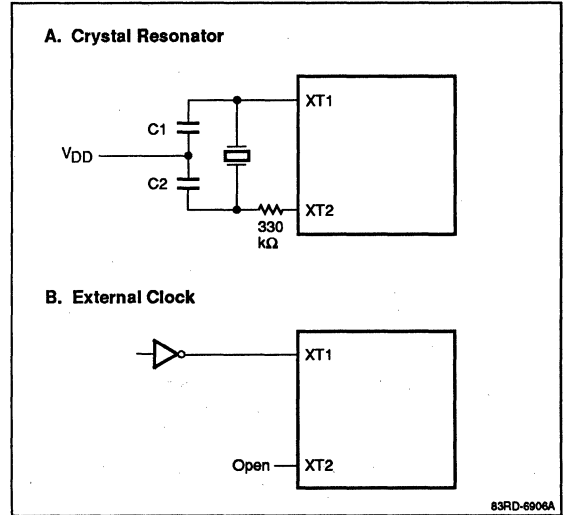 A. Crystal Resonator
XT1
C1
VDD
C2
XT2
330
kΩ
B. External Clock
XT1
Open
XT2
83RD-6906A